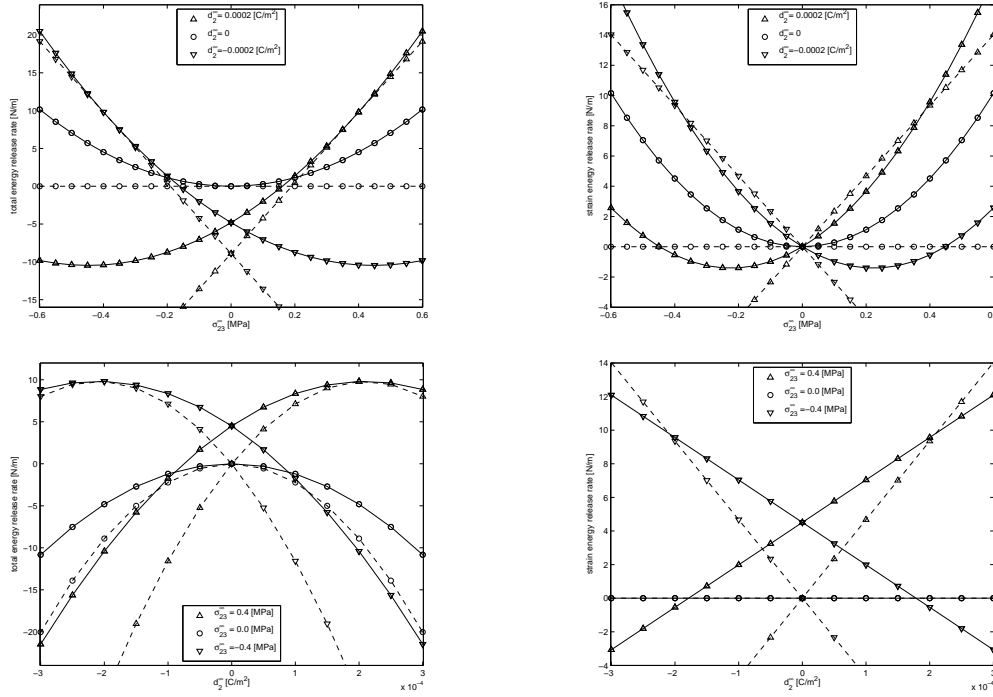 d₂^∞= 0.0002 [C/m²]
d₂^∞= 0
d₂^∞=−0.0002 [C/m²]
total energy release rate [N/m]
20
15
10
5
0
−5
−10
−15
−0.6 −0.4 −0.2 0 0.2 0.4 0.6
σ₂₃^∞ [MPa]
d₂^∞= 0.0002 [C/m²]
d₂^∞= 0
d₂^∞=−0.0002 [C/m²]
strain energy release rate [N/m]
16
14
12
10
8
6
4
2
0
−2
−4
−0.6 −0.4 −0.2 0 0.2 0.4 0.6
σ₂₃^∞ [MPa]
total energy release rate [N/m]
10
5
0
−5
−10
−15
−20
σ₂₃^∞ = 0.4 [MPa]
σ₂₃^∞ = 0.0 [MPa]
σ₂₃^∞ =−0.4 [MPa]
−3 −2 −1 0 1 2 3
d₂^∞ [C/m²]
x 10⁻⁴
σ₂₃^∞ = 0.4 [MPa]
σ₂₃^∞ = 0.0 [MPa]
σ₂₃^∞ =−0.4 [MPa]
strain energy release rate [N/m]
14
12
10
8
6
4
2
0
−2
−4
−3 −2 −1 0 1 2 3
d₂^∞ [C/m²]
x 10⁻⁴